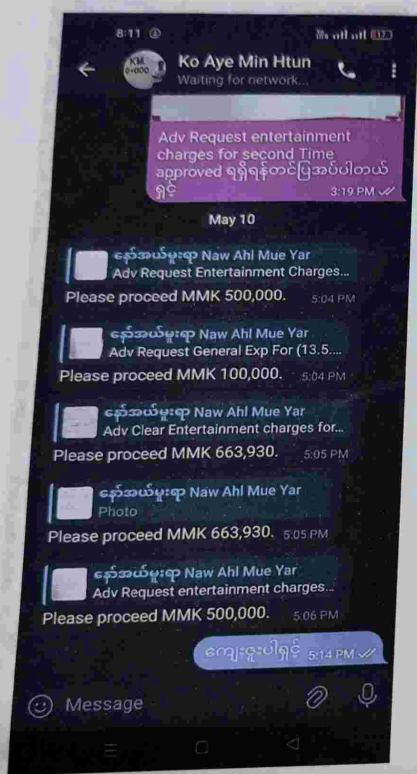 8:11
Ko Aye Min Htun
Waiting for network...
Adv Request entertainment
charges for second Time
approved ရရှိရန်တင်ပြအပ်ပါတယ်
ရှင့်
3:19 PM
May 10
နော်အယ်မူးရာ Naw Ahl Mue Yar
Adv Request Entertainment Charges...
Please proceed MMK 500,000. 5:04 PM
နော်အယ်မူးရာ Naw Ahl Mue Yar
Adv Request General Exp For (13.5....
Please proceed MMK 100,000. 5:04 PM
နော်အယ်မူးရာ Naw Ahl Mue Yar
Adv Clear Entertainment charges for...
Please proceed MMK 663,930. 5:05 PM
နော်အယ်မူးရာ Naw Ahl Mue Yar
Photo
Please proceed MMK 663,930. 5:05 PM
နော်အယ်မူးရာ Naw Ahl Mue Yar
Adv Request entertainment charges...
Please proceed MMK 500,000. 5:06 PM
ကျေးဇူးပါရှင့် 5:14 PM
Message